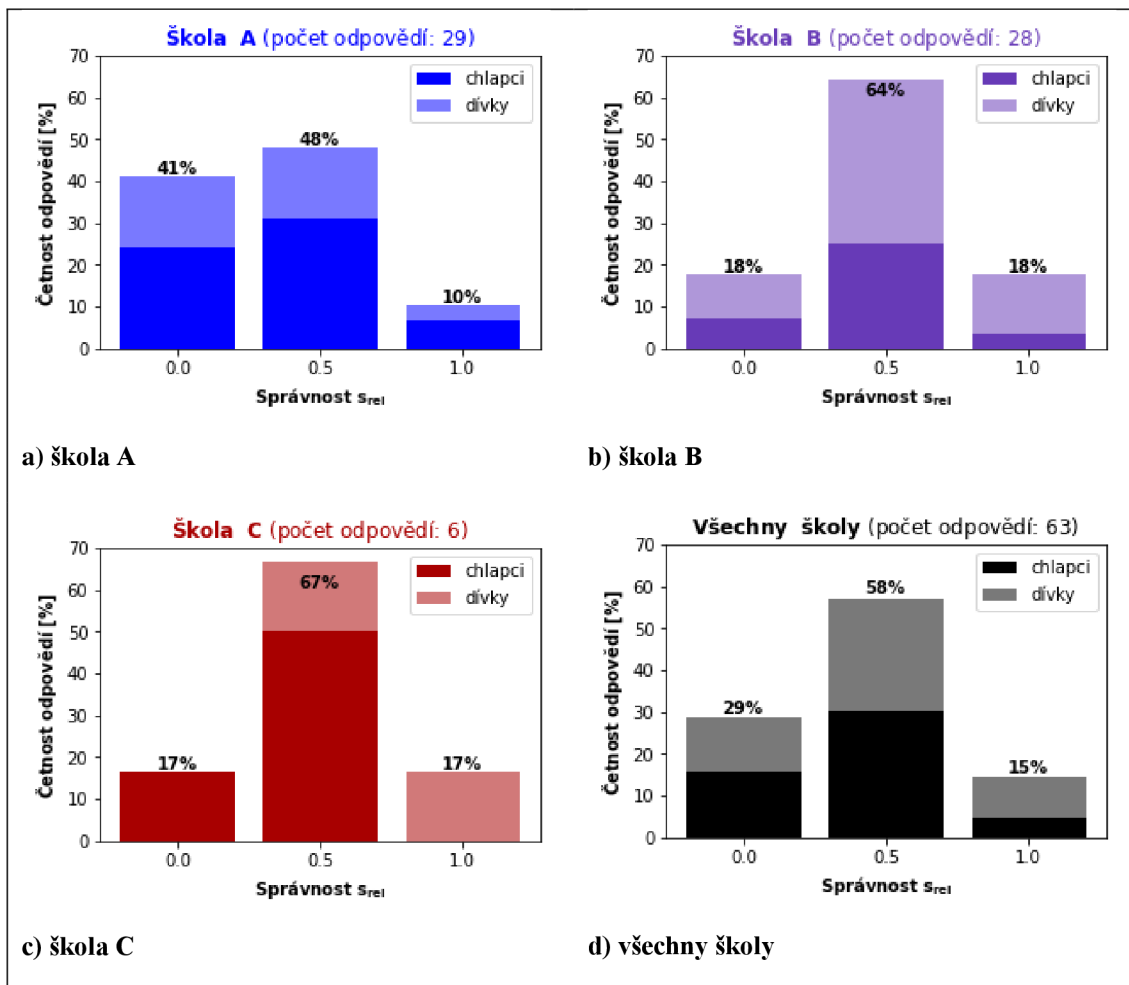 Škola A (počet odpovědí: 29)
Četnost odpovědí [%]
70
60
50
40
30
20
10
0
chlapci
dívky
41%
48%
10%
0.0 0.5 1.0
Správnost s_rel
a) škola A
Škola B (počet odpovědí: 28)
Četnost odpovědí [%]
70
60
50
40
30
20
10
0
chlapci
dívky
18%
64%
18%
0.0 0.5 1.0
Správnost s_rel
b) škola B
Škola C (počet odpovědí: 6)
Četnost odpovědí [%]
70
60
50
40
30
20
10
0
chlapci
dívky
17%
67%
17%
0.0 0.5 1.0
Správnost s_rel
c) škola C
Všechny školy (počet odpovědí: 63)
Četnost odpovědí [%]
70
60
50
40
30
20
10
0
chlapci
dívky
29%
58%
15%
0.0 0.5 1.0
Správnost s_rel
d) všechny školy